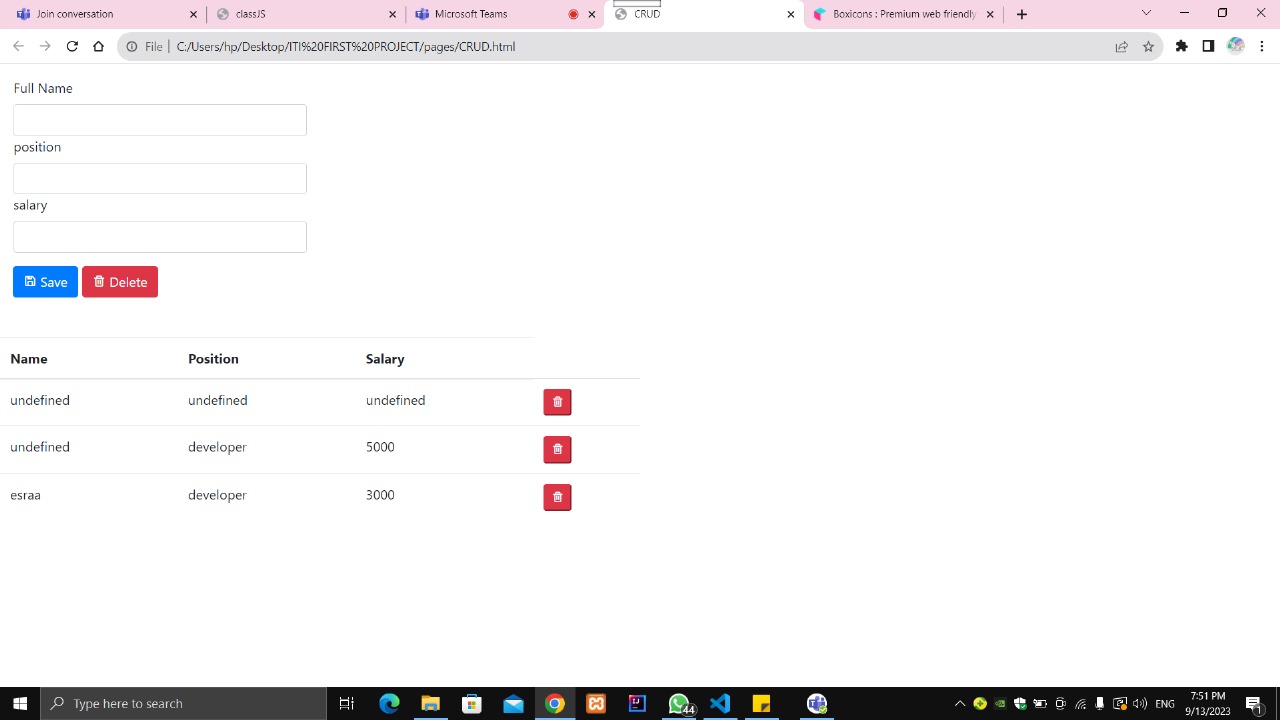 Join conversation
classJS
Microsoft Teams
CRUD
Boxicons : Premium web friendly
File | C:/Users/hp/Desktop/ITI%20FIRST%20PROJECT/pages/CRUD.html
Full Name
position
salary
Save Delete
Name Position Salary
undefined undefined undefined
undefined developer 5000
esraa developer 3000
Type here to search
44
ENG
7:51 PM
9/13/2023
1